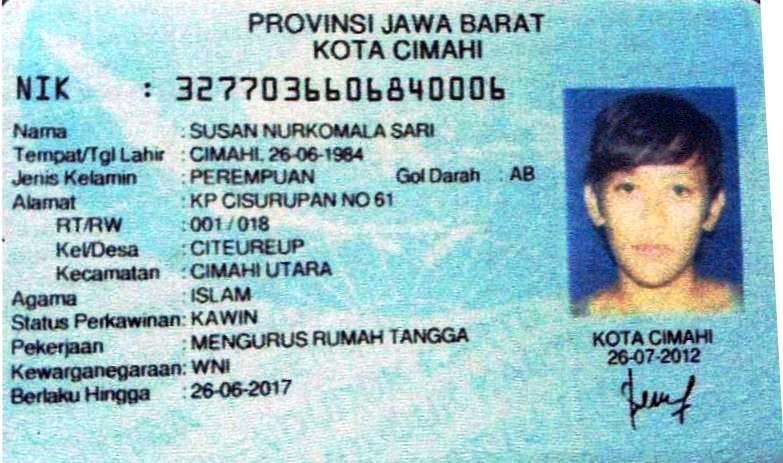 PROVINSI JAWA BARAT
KOTA CIMAHI
NIK : 3277036606840006
Nama : SUSAN NURKOMALA SARI
Tempat/Tgl Lahir : CIMAHI, 26-06-1984
Jenis Kelamin : PEREMPUAN Gol Darah : AB
Alamat : KP CISURUPAN NO 61
RT/RW : 001 / 018
Kel/Desa : CITEUREUP
Kecamatan : CIMAHI UTARA
Agama : ISLAM
Status Perkawinan: KAWIN
Pekerjaan : MENGURUS RUMAH TANGGA
Kewarganegaraan: WNI
Berlaku Hingga : 26-06-2017
KOTA CIMAHI
26-07-2012